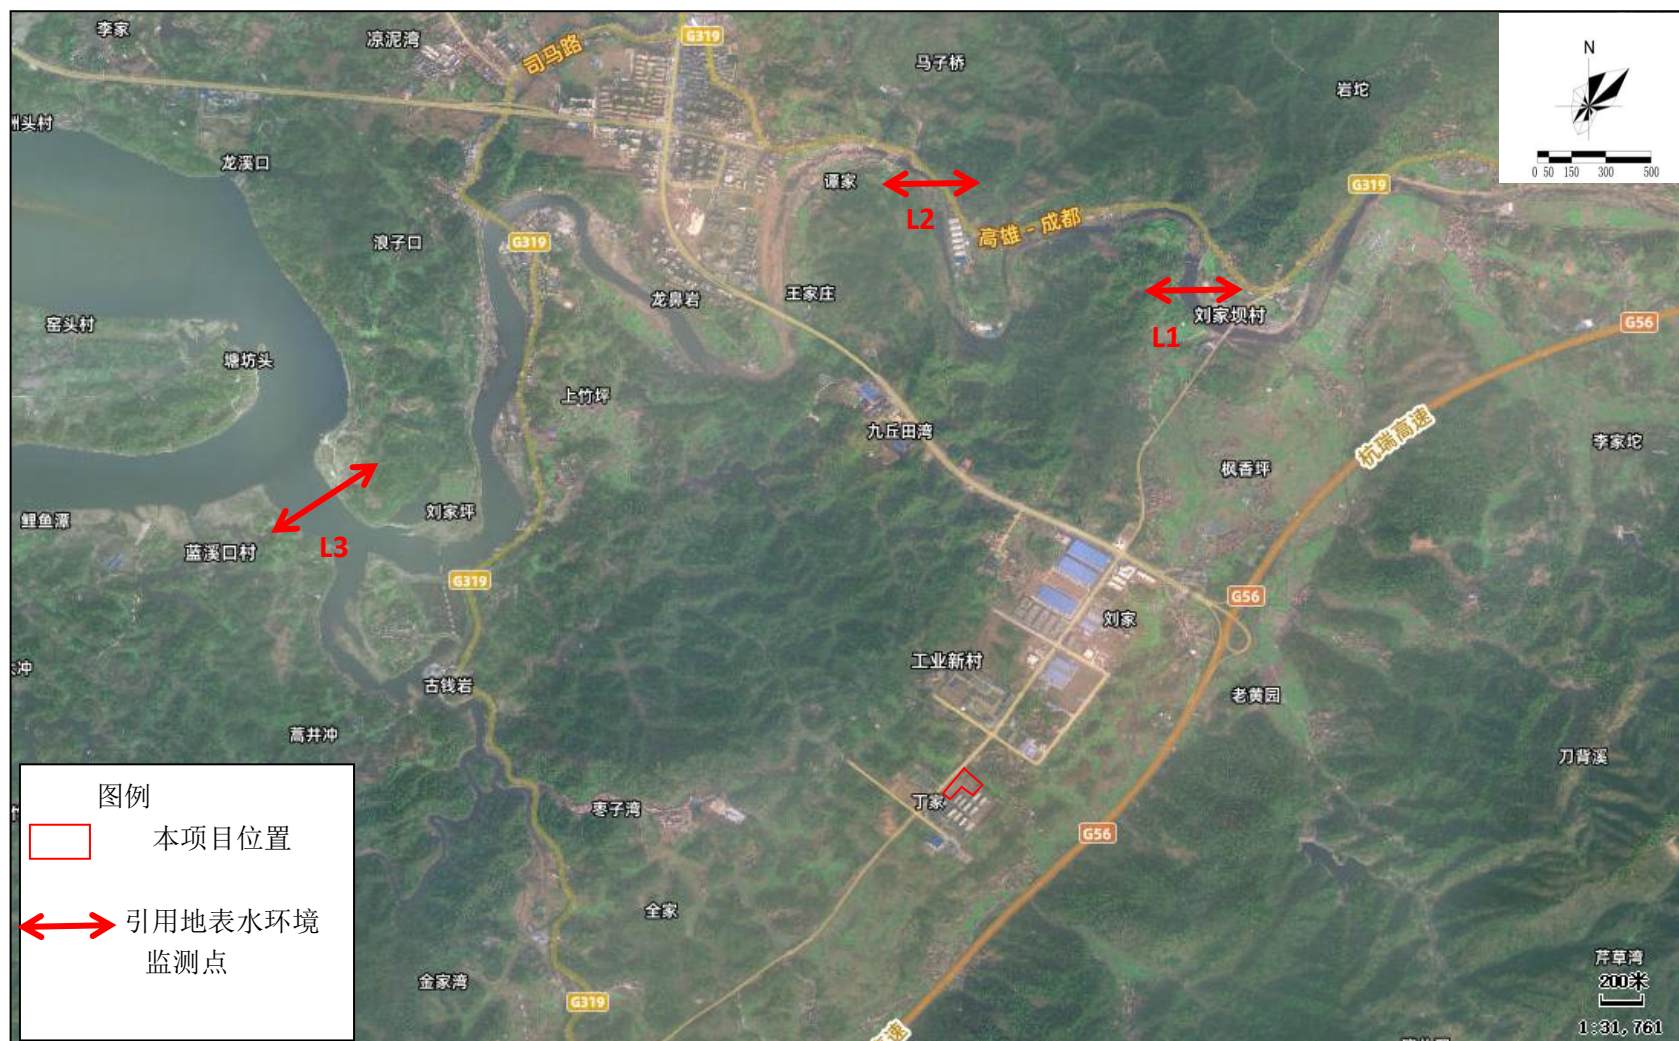 李家
凉泥湾
司马路
G319
马子桥
岩坨
N
0 50 150 300 500
龙溪口
谭家
L2
G319
浪子口
G319
高雄-成都
龙鼻岩
王家庄
L1
刘家坝村
G56
窑头村
塘坊头
上竹坪
九丘田湾
杭瑞高速
李家坨
枫香坪
鲤鱼潭
刘家坪
蓝溪口村
L3
G319
G56
刘家
工业新村
古钱岩
老黄园
蒿井冲
刀背溪
图例
本项目位置
引用地表水环境
监测点
丁家
枣子湾
G56
全家
金家湾
G319
芹草湾
200米
1:31,761